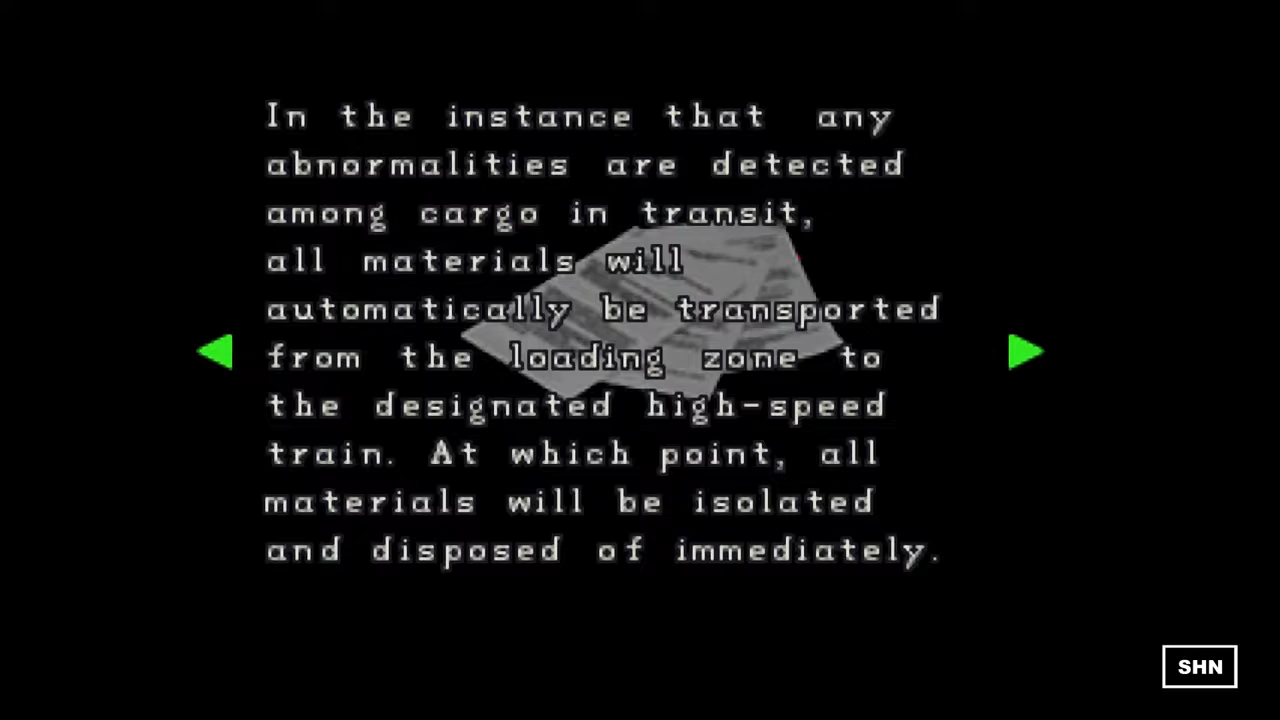 In the instance that any
abnormalities are detected
among cargo in transit,
all materials will
automatically be transported
from the loading zone to
the designated high-speed
train. At which point, all
materials will be isolated
and disposed of immediately.
SHN